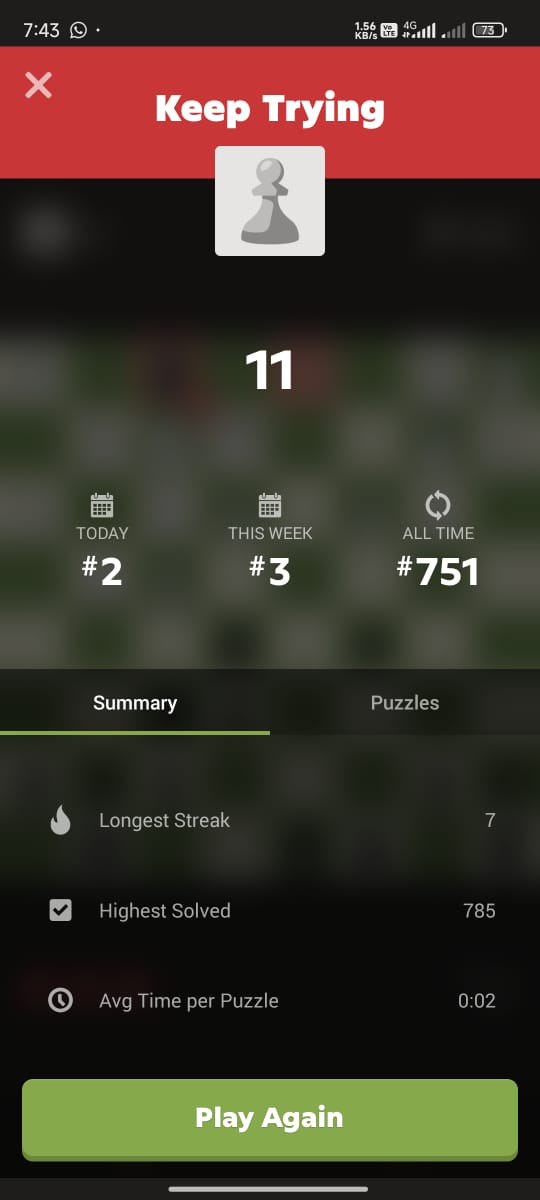 7:43
1.56 KB/s
Vo LTE
4G
73
Keep Trying
11
TODAY
THIS WEEK
ALL TIME
#2
#3
#751
Summary
Puzzles
Longest Streak 7
Highest Solved 785
Avg Time per Puzzle 0:02
Play Again